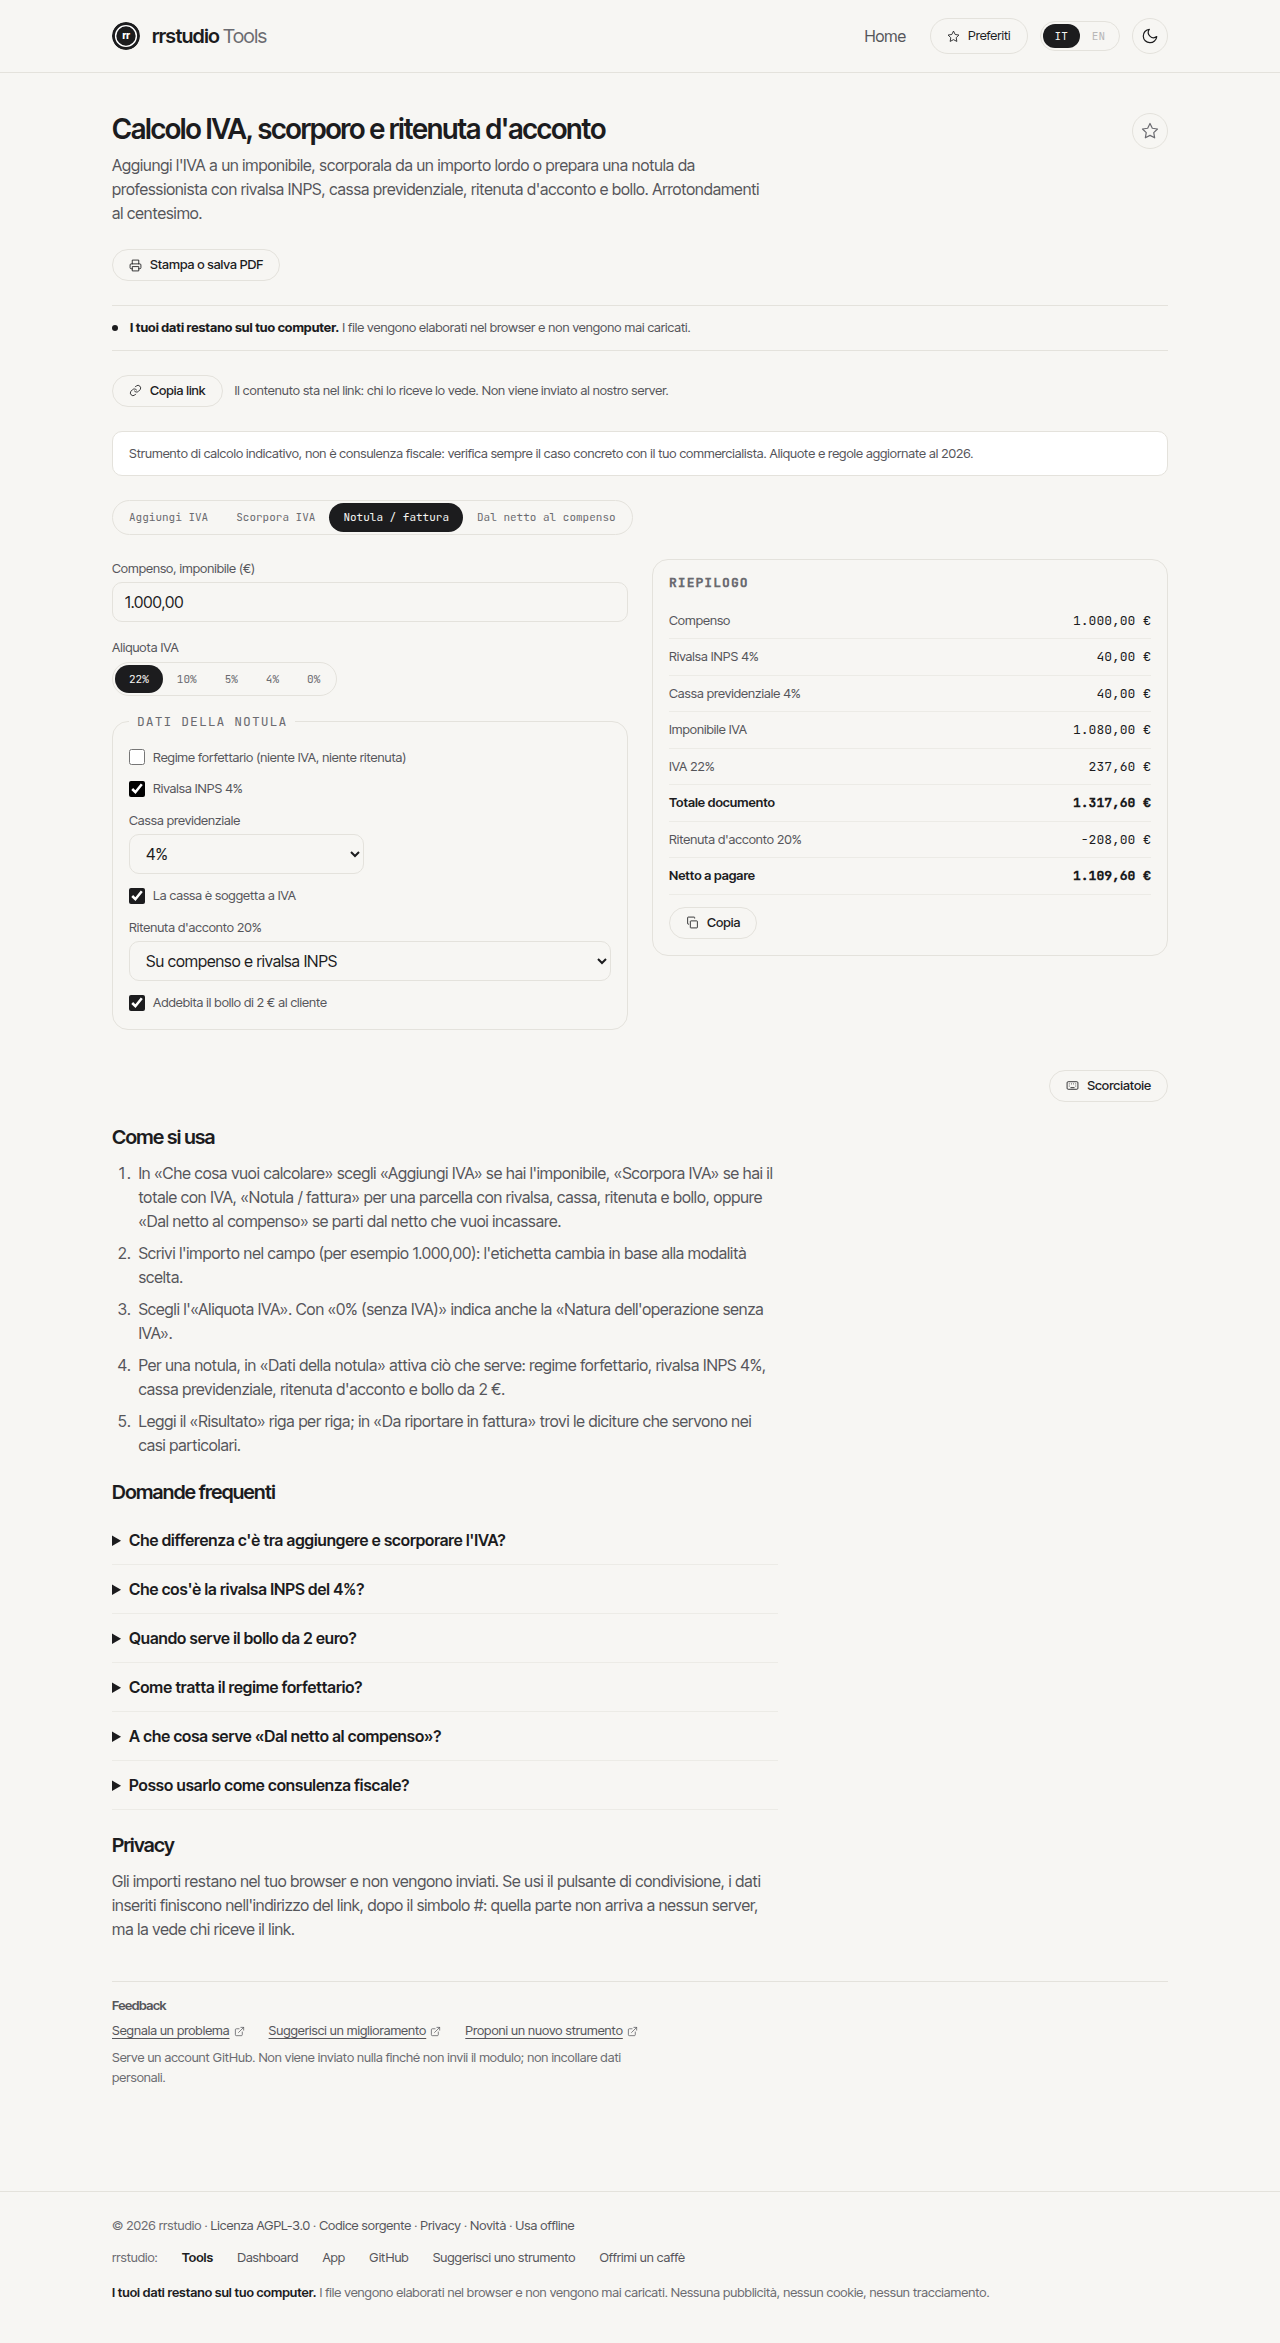 rr rrstudio Tools
Home
Preferiti
IT EN
Calcolo IVA, scorporo e ritenuta d'acconto
Aggiungi l'IVA a un imponibile, scorporala da un importo lordo o prepara una notula da
professionista con rivalsa INPS, cassa previdenziale, ritenuta d'acconto e bollo. Arrotondamenti
al centesimo.
Stampa o salva PDF
I tuoi dati restano sul tuo computer. I file vengono elaborati nel browser e non vengono mai caricati.
Copia link
Il contenuto sta nel link: chi lo riceve lo vede. Non viene inviato al nostro server.
Strumento di calcolo indicativo, non è consulenza fiscale: verifica sempre il caso concreto con il tuo commercialista. Aliquote e regole aggiornate al 2026.
Aggiungi IVA Scorpora IVA Notula / fattura Dal netto al compenso
Compenso, imponibile (€)
1.000,00
Aliquota IVA
22% 10% 5% 4% 0%
DATI DELLA NOTULA
Regime forfettario (niente IVA, niente ritenuta)
Rivalsa INPS 4%
Cassa previdenziale
4%
La cassa è soggetta a IVA
Ritenuta d'acconto 20%
Su compenso e rivalsa INPS
Addebita il bollo di 2 € al cliente
RIEPILOGO
Compenso 1.000,00 €
Rivalsa INPS 4% 40,00 €
Cassa previdenziale 4% 40,00 €
Imponibile IVA 1.080,00 €
IVA 22% 237,60 €
Totale documento 1.317,60 €
Ritenuta d'acconto 20% -208,00 €
Netto a pagare 1.109,60 €
Copia
Scorciatoie
Come si usa
1. In «Che cosa vuoi calcolare» scegli «Aggiungi IVA» se hai l'imponibile, «Scorpora IVA» se hai il
totale con IVA, «Notula / fattura» per una parcella con rivalsa, cassa, ritenuta e bollo, oppure
«Dal netto al compenso» se parti dal netto che vuoi incassare.
2. Scrivi l'importo nel campo (per esempio 1.000,00): l'etichetta cambia in base alla modalità
scelta.
3. Scegli l'«Aliquota IVA». Con «0% (senza IVA)» indica anche la «Natura dell'operazione senza
IVA».
4. Per una notula, in «Dati della notula» attiva ciò che serve: regime forfettario, rivalsa INPS 4%,
cassa previdenziale, ritenuta d'acconto e bollo da 2 €.
5. Leggi il «Risultato» riga per riga; in «Da riportare in fattura» trovi le diciture che servono nei
casi particolari.
Domande frequenti
Che differenza c'è tra aggiungere e scorporare l'IVA?
Che cos'è la rivalsa INPS del 4%?
Quando serve il bollo da 2 euro?
Come tratta il regime forfettario?
A che cosa serve «Dal netto al compenso»?
Posso usarlo come consulenza fiscale?
Privacy
Gli importi restano nel tuo browser e non vengono inviati. Se usi il pulsante di condivisione, i dati
inseriti finiscono nell'indirizzo del link, dopo il simbolo #: quella parte non arriva a nessun server,
ma la vede chi riceve il link.
Feedback
Segnala un problema Suggerisci un miglioramento Proponi un nuovo strumento
Serve un account GitHub. Non viene inviato nulla finché non invii il modulo; non incollare dati
personali.
© 2026 rrstudio · Licenza AGPL-3.0 · Codice sorgente · Privacy · Novità · Usa offline
rrstudio: Tools Dashboard App GitHub Suggerisci uno strumento Offrimi un caffè
I tuoi dati restano sul tuo computer. I file vengono elaborati nel browser e non vengono mai caricati. Nessuna pubblicità, nessun cookie, nessun tracciamento.